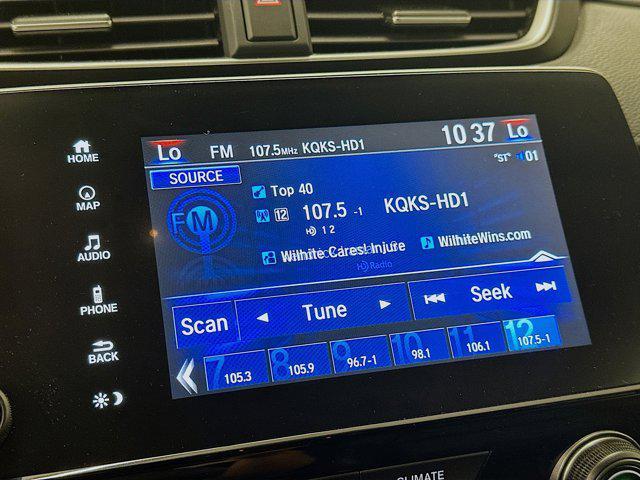 Lo FM 107.5MHz KQKS-HD1 10 37 Lo
"ST" 01
SOURCE
HOME
MAP
AUDIO
PHONE
BACK
FM
Top 40
12 107.5 -1 KQKS-HD1
HD 1 2
Wilhite Cares! Injure WilhiteWins.com
HD Radio
Scan Tune Seek
7 105.3
8 105.9
9 96.7-1
10 98.1
11 106.1
12 107.5-1
CLIMATE